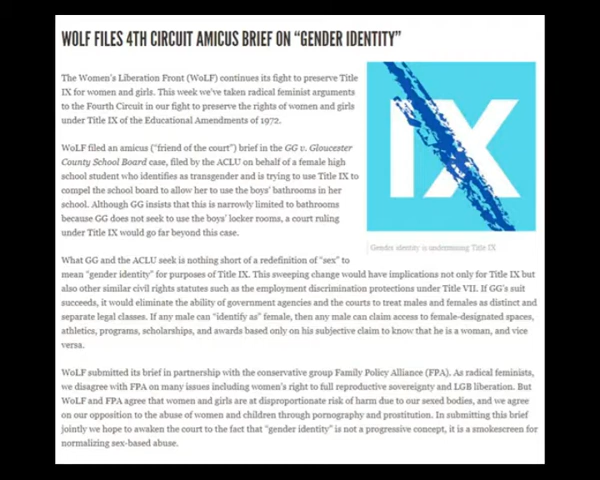 WOLF FILES 4TH CIRCUIT AMICUS BRIEF ON “GENDER IDENTITY”
The Women's Liberation Front (WoLF) continues its fight to preserve Title
IX for women and girls. This week we've taken radical feminist arguments
to the Fourth Circuit in our fight to preserve the rights of women and girls
under Title IX of the Educational Amendments of 1972.
WoLF filed an amicus (“friend of the court”) brief in the GG v. Gloucester
County School Board case, filed by the ACLU on behalf of a female high
school student who identifies as transgender and is trying to use Title IX to
compel the school board to allow her to use the boys' bathrooms in her
school. Although GG insists that this is narrowly limited to bathrooms
because GG does not seek to use the boys' locker rooms, a court ruling
under Title IX would go far beyond this case.
IX
Gender identity is undermining Title IX
What GG and the ACLU seek is nothing short of a redefinition of “sex” to
mean “gender identity” for purposes of Title IX. This sweeping change would have implications not only for Title IX but
also other similar civil rights statutes such as the employment discrimination protections under Title VII. If GG's suit
succeeds, it would eliminate the ability of government agencies and the courts to treat males and females as distinct and
separate legal classes. If any male can “identify as” female, then any male can claim access to female-designated spaces,
athletics, programs, scholarships, and awards based only on his subjective claim to know that he is a woman, and vice
versa.
WoLF submitted its brief in partnership with the conservative group Family Policy Alliance (FPA). As radical feminists,
we disagree with FPA on many issues including women's right to full reproductive sovereignty and LGB liberation. But
WoLF and FPA agree that women and girls are at disproportionate risk of harm due to our sexed bodies, and we agree
on our opposition to the abuse of women and children through pornography and prostitution. In submitting this brief
jointly we hope to awaken the court to the fact that “gender identity” is not a progressive concept, it is a smokescreen for
normalizing sex-based abuse.